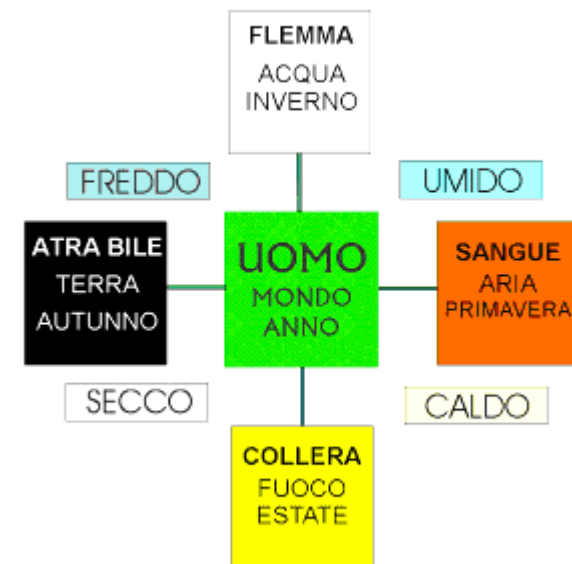 FLEMMA
ACQUA
INVERNO
FREDDO
UMIDO
ATRA BILE
TERRA
AUTUNNO
UOMO
MONDO
ANNO
SANGUE
ARIA
PRIMAVERA
SECCO
CALDO
COLLERA
FUOCO
ESTATE